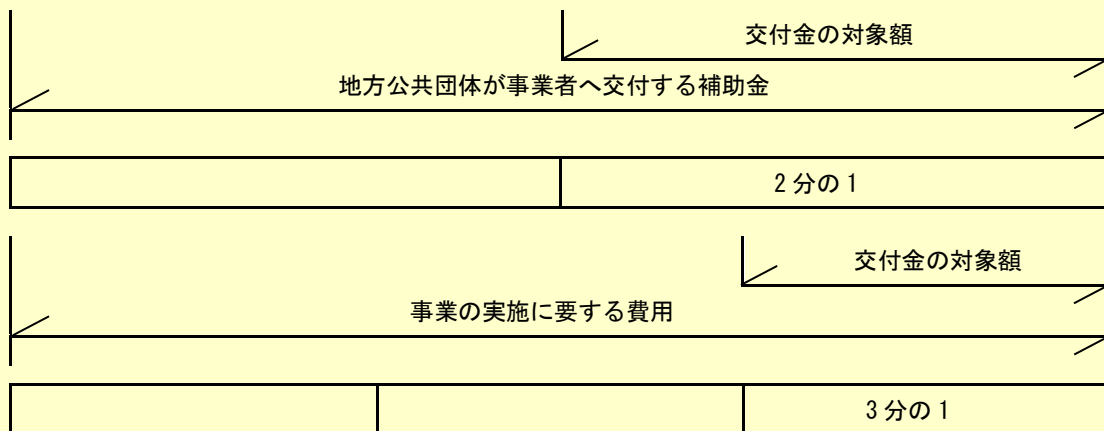 交付金の対象額
地方公共団体が事業者へ交付する補助金
2分の1
交付金の対象額
事業の実施に要する費用
3分の1